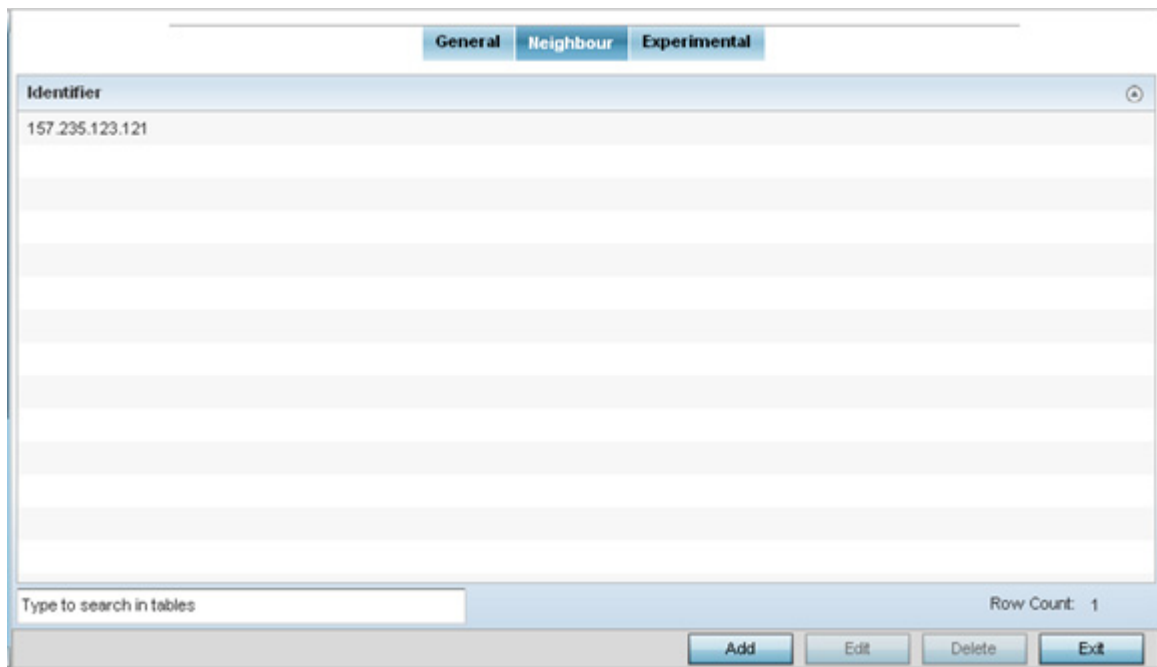 General Neighbour Experimental
Identifier
157.235.123.121
Type to search in tables Row Count: 1
Add Edit Delete Exit